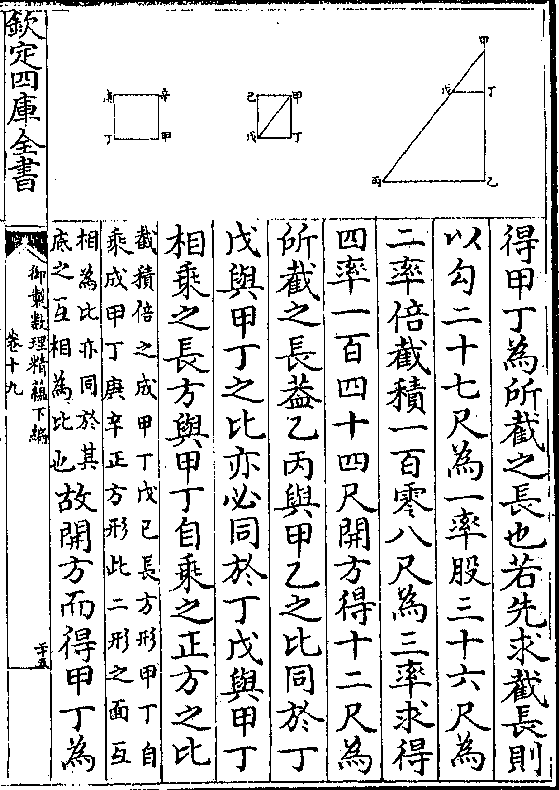 甲
戊 丁
丙 乙
己 甲
戊 丁
庚 辛
丁 甲
得甲丁為所截之長也若先求截長則
以勾二十七尺為一率股三十六尺為
二率倍截積一百零八尺為三率求得
四率一百四十四尺開方得十二尺為
所截之長葢乙丙與甲乙之比同於丁
戊與甲丁之比亦必同於丁戊與甲丁
相乘之長方與甲丁自乘之正方之比
截積倍之成甲丁戊己長方形甲丁自
乘成甲丁庚辛正方形此二形之面互
相為比亦同於其
底之互相為比也
故開方而得甲丁為
欽定四庫全書
御製數理精蘊下編
卷十九
二十五